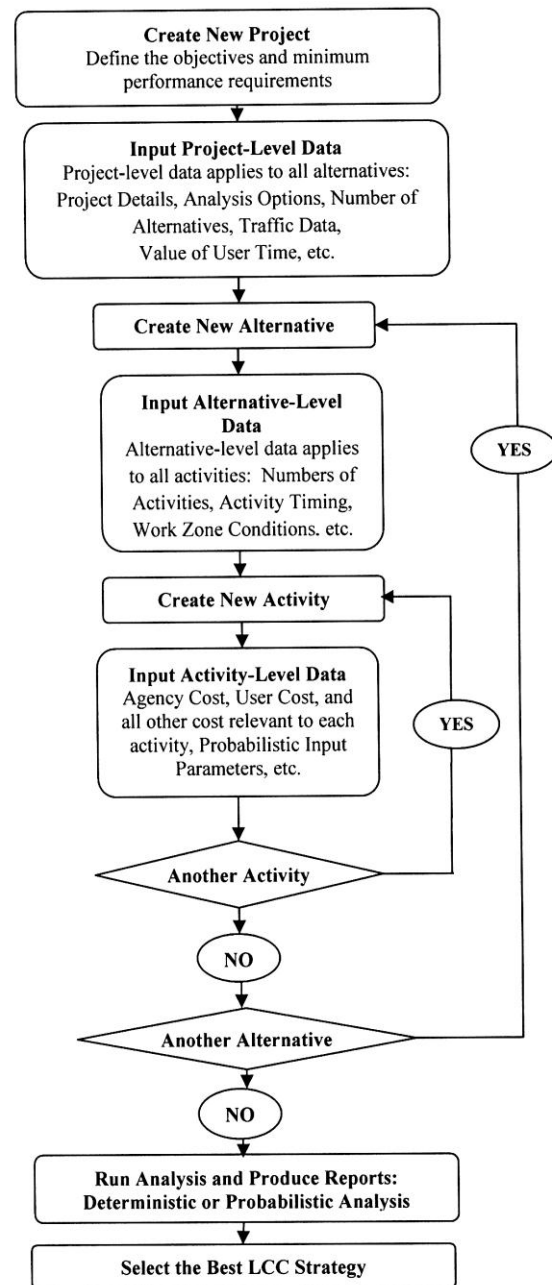 Create New Project
Define the objectives and minimum
performance requirements
Input Project-Level Data
Project-level data applies to all alternatives:
Project Details, Analysis Options, Number of
Alternatives, Traffic Data,
Value of User Time, etc.
Create New Alternative
Input Alternative-Level
Data
Alternative-level data applies
to all activities: Numbers of
Activities, Activity Timing,
Work Zone Conditions. etc.
YES
Create New Activity
Input Activity-Level Data
Agency Cost, User Cost, and
all other cost relevant to each
activity, Probabilistic Input
Parameters, etc.
YES
Another Activity
NO
Another Alternative
NO
Run Analysis and Produce Reports:
Deterministic or Probabilistic Analysis
Select the Best LCC Strategy